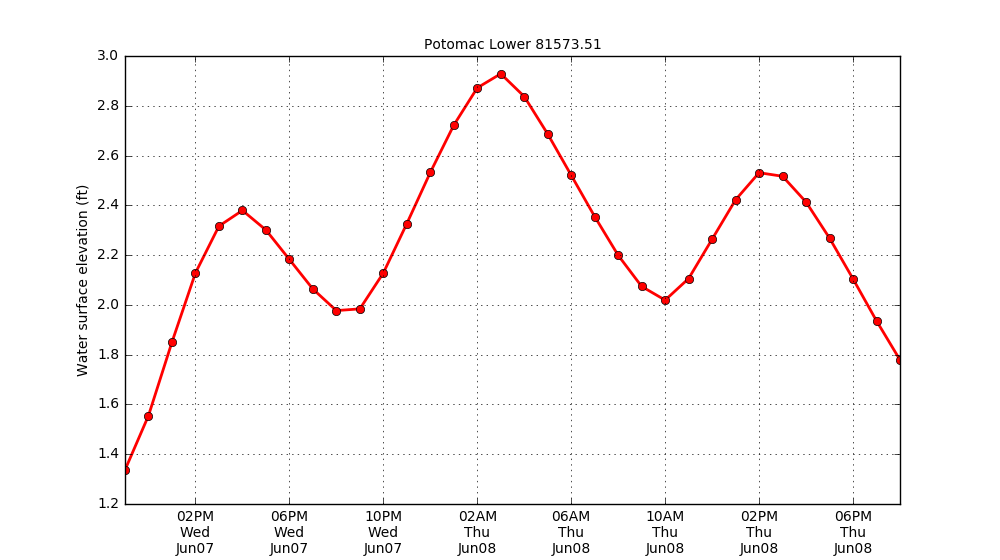 Potomac Lower 81573.51
Water surface elevation (ft)
3.0
2.8
2.6
2.4
2.2
2.0
1.8
1.6
1.4
1.2
02PM 06PM 10PM 02AM 06AM 10AM 02PM 06PM
Wed Wed Wed Thu Thu Thu Thu Thu
Jun07 Jun07 Jun07 Jun08 Jun08 Jun08 Jun08 Jun08